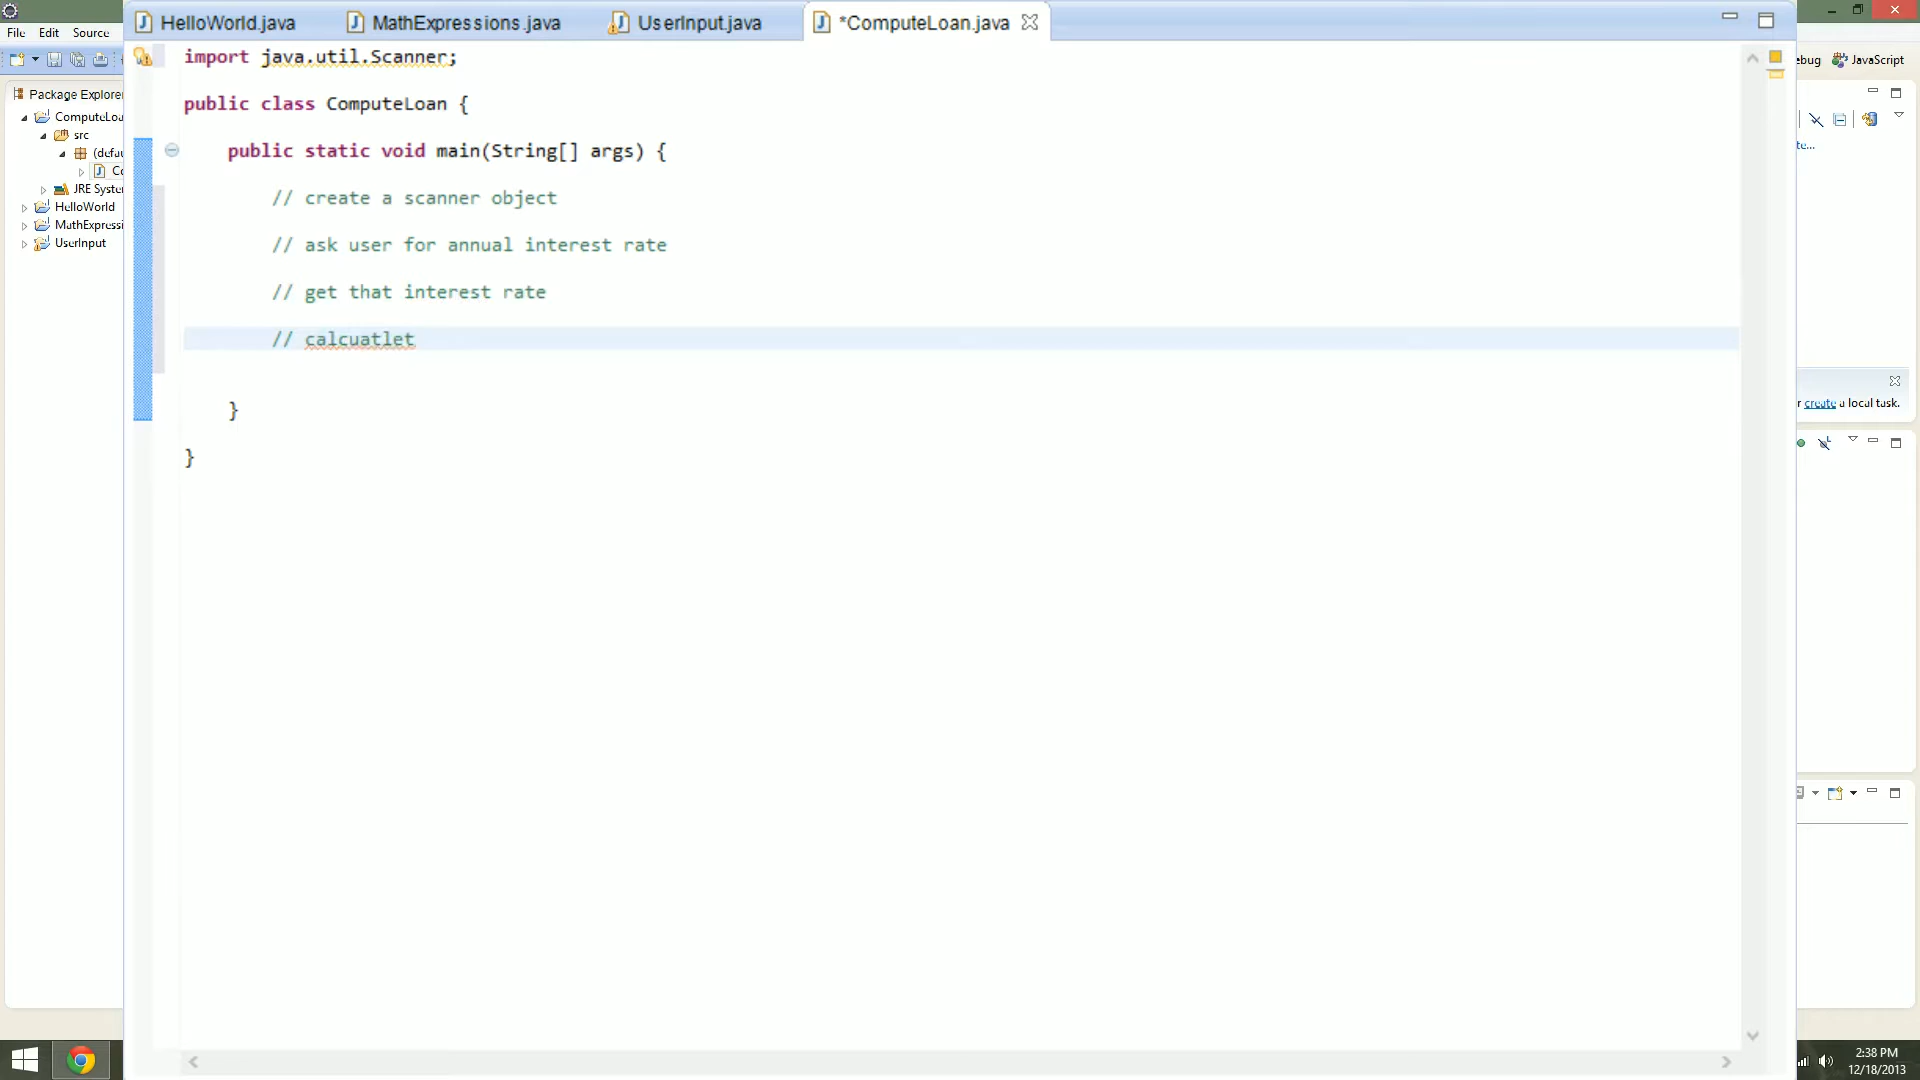 HelloWorld.java MathExpressions.java UserInput.java *ComputeLoan.java
File Edit Source
ebug JavaScript
Package Explore
ComputeLoa
src
(defau
Co
JRE Syste
HelloWorld
MathExpressi
UserInput
import java.util.Scanner;
public class ComputeLoan {
public static void main(String[] args) {
// create a scanner object
// ask user for annual interest rate
// get that interest rate
// calcuatlet
}
}
te...
r create a local task.
2:38 PM
12/18/2013